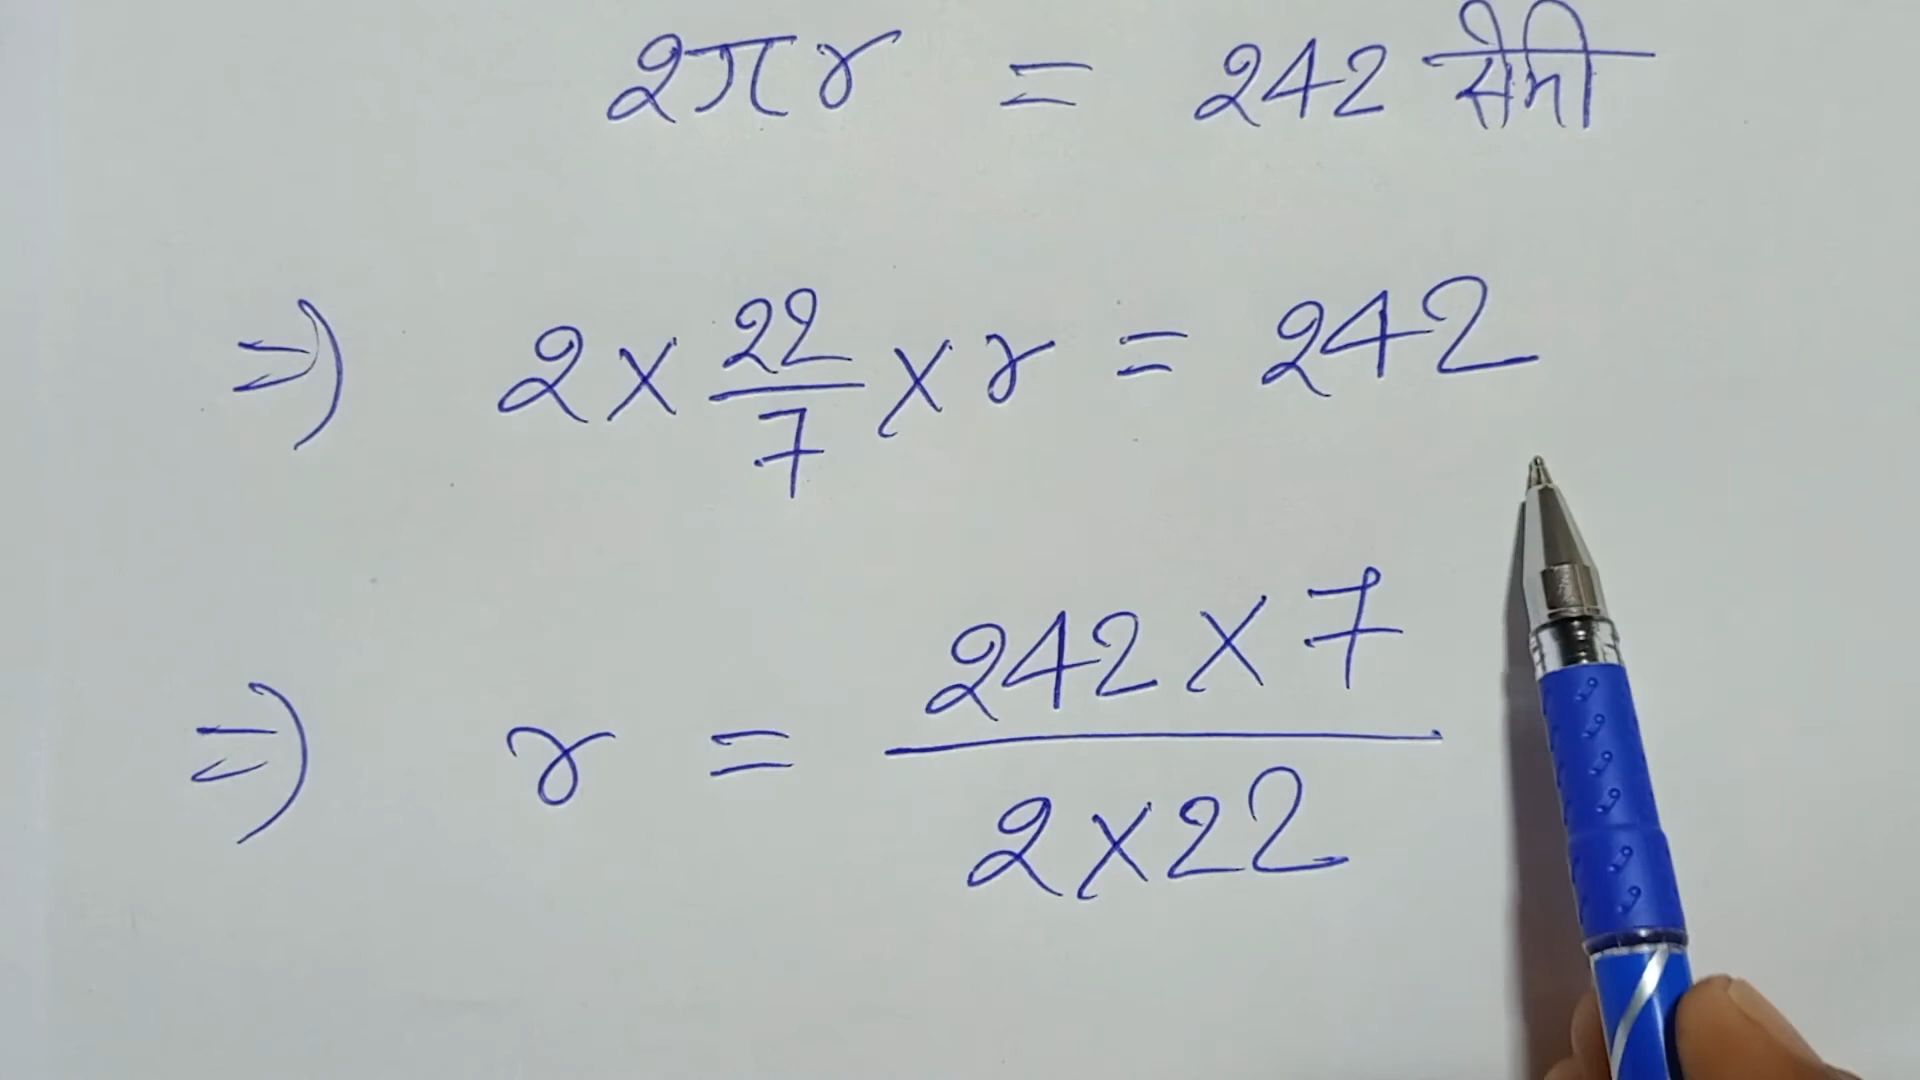 2πr = 242 सेमी
=) 2 × 22/7 × r = 242
=) r = 242 × 7 / 2 × 22